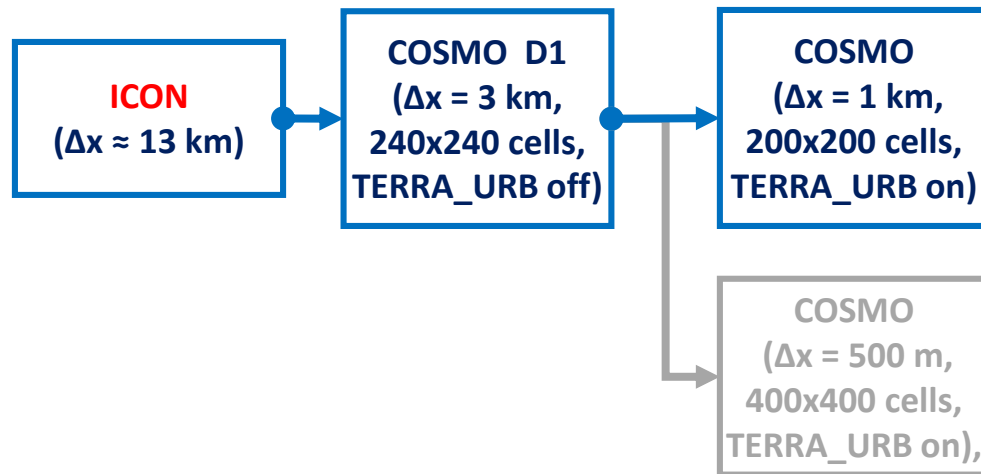 ICON
(Δx ≈ 13 km)
COSMO D1
(Δx = 3 km,
240x240 cells,
TERRA_URB off)
COSMO
(Δx = 1 km,
200x200 cells,
TERRA_URB on)
COSMO
(Δx = 500 m,
400x400 cells,
TERRA_URB on),